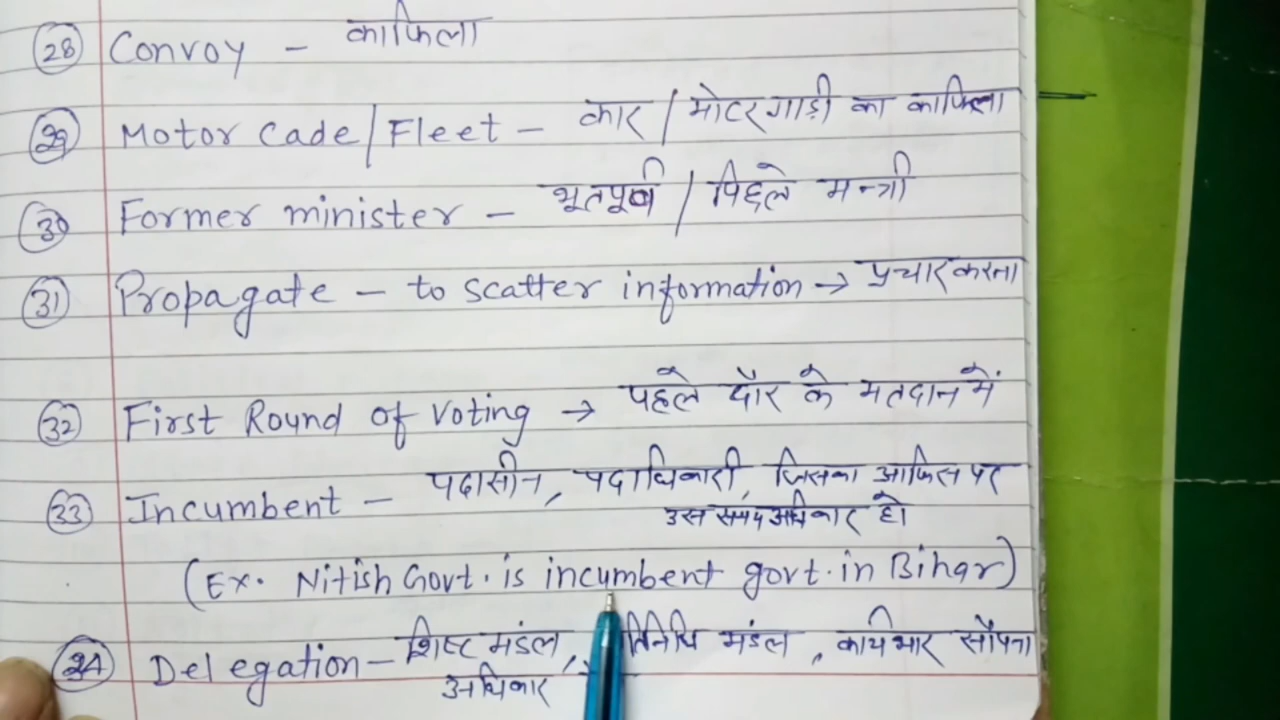 28 Convoy - काफिला
29 Motor Cade/Fleet - कार / मोटरगाड़ी का काफिला
30 Former minister - भूतपूर्व / पिछले मन्त्री
31 Propagate - to scatter information → प्रचार करना
32 First Round of Voting → पहले दौर के मतदान में
33 Incumbent - पदासीन, पदाधिकारी, जिसका आफिस पर
उस समय अधिकार हो
(Ex. Nitish Govt. is incumbent govt. in Bihar)
Delegation - शिष्ट मंडल, तिनिधि मंडल, कार्यभार सौंपना
अधिकार